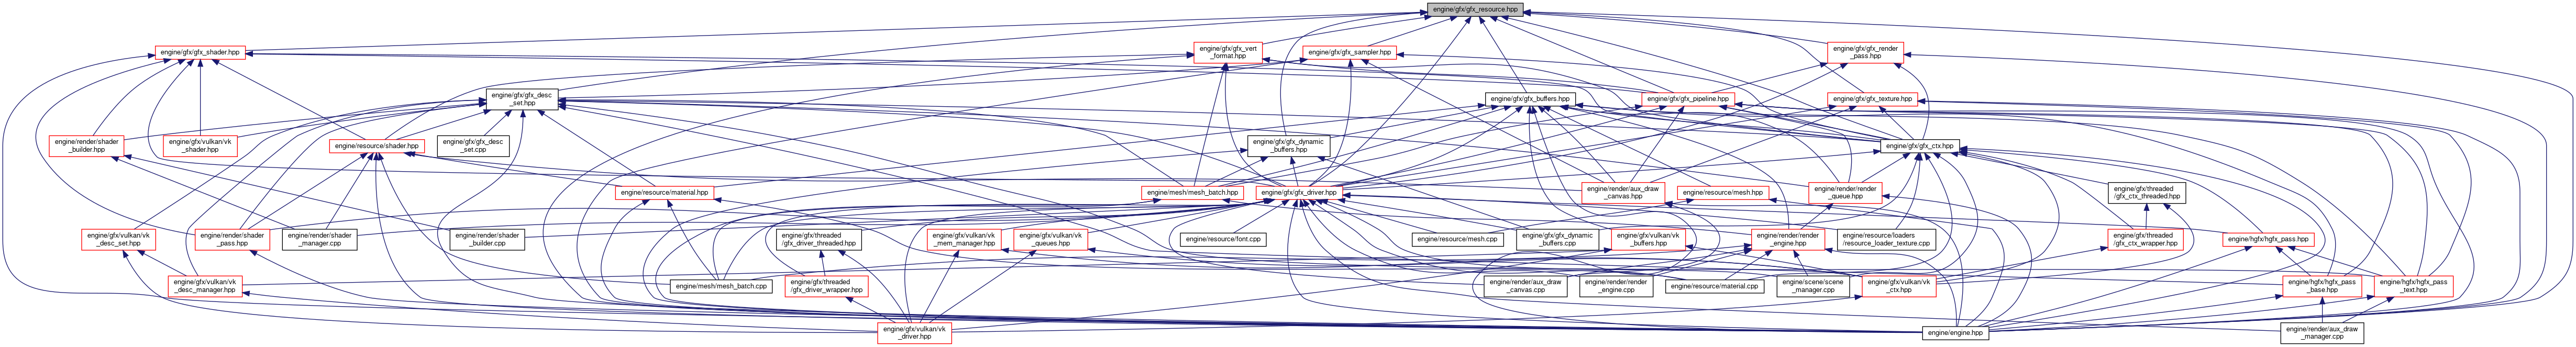 engine/gfx/gfx_resource.hpp
engine/gfx/gfx_shader.hpp
engine/gfx/gfx_vert
_format.hpp
engine/gfx/gfx_sampler.hpp
engine/gfx/gfx_render
_pass.hpp
engine/gfx/gfx_desc
_set.hpp
engine/gfx/gfx_buffers.hpp
engine/gfx/gfx_pipeline.hpp
engine/gfx/gfx_texture.hpp
engine/render/shader
_builder.hpp
engine/gfx/vulkan/vk
_shader.hpp
engine/resource/shader.hpp
engine/gfx/gfx_desc
_set.cpp
engine/gfx/gfx_dynamic
_buffers.hpp
engine/gfx/gfx_ctx.hpp
engine/resource/material.hpp
engine/mesh/mesh_batch.hpp
engine/gfx/gfx_driver.hpp
engine/render/aux_draw
_canvas.hpp
engine/resource/mesh.hpp
engine/render/render
_queue.hpp
engine/gfx/threaded
/gfx_ctx_threaded.hpp
engine/gfx/vulkan/vk
_desc_set.hpp
engine/render/shader
_pass.hpp
engine/render/shader
_manager.cpp
engine/render/shader
_builder.cpp
engine/gfx/threaded
/gfx_driver_threaded.hpp
engine/gfx/vulkan/vk
_mem_manager.hpp
engine/gfx/vulkan/vk
_queues.hpp
engine/resource/font.cpp
engine/resource/mesh.cpp
engine/gfx/gfx_dynamic
_buffers.cpp
engine/gfx/vulkan/vk
_buffers.hpp
engine/render/render
_engine.hpp
engine/resource/loaders
/resource_loader_texture.cpp
engine/gfx/threaded
/gfx_ctx_wrapper.hpp
engine/hgfx/hgfx_pass.hpp
engine/gfx/vulkan/vk
_desc_manager.hpp
engine/mesh/mesh_batch.cpp
engine/gfx/threaded
/gfx_driver_wrapper.hpp
engine/render/aux_draw
_canvas.cpp
engine/render/render
_engine.cpp
engine/resource/material.cpp
engine/scene/scene
_manager.cpp
engine/gfx/vulkan/vk
_ctx.hpp
engine/hgfx/hgfx_pass
_base.hpp
engine/hgfx/hgfx_pass
_text.hpp
engine/gfx/vulkan/vk
_driver.hpp
engine/engine.hpp
engine/render/aux_draw
_manager.cpp